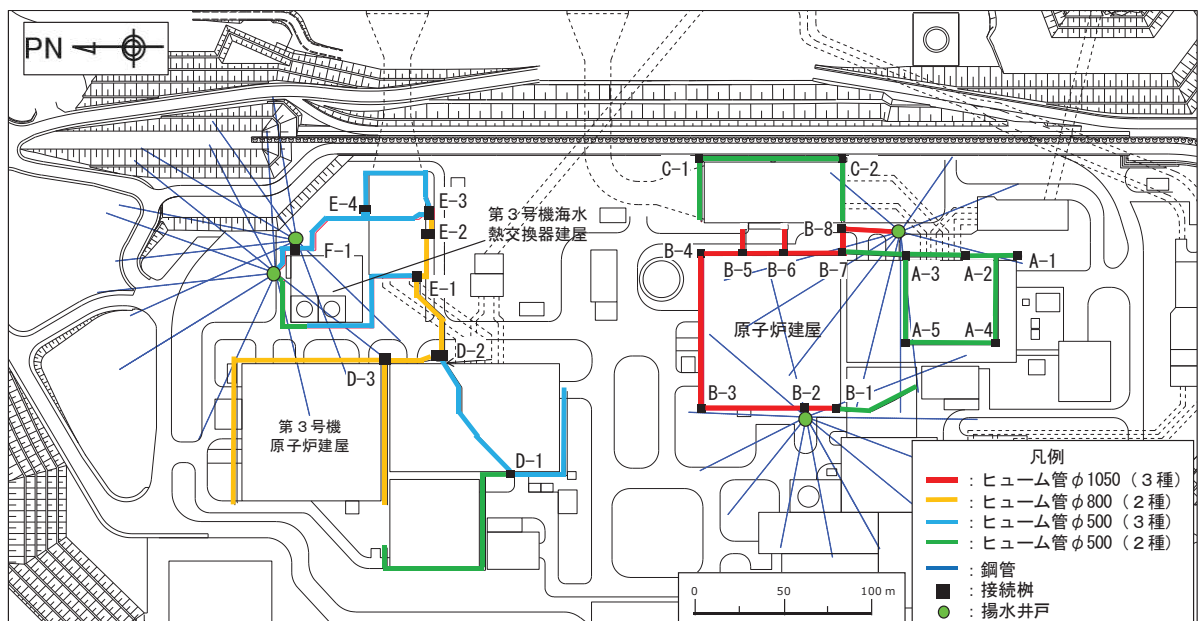 PN
C-1
C-2
E-4
E-3
第3号機海水
熱交換器建屋
E-2
B-8
F-1
B-4
B-5
B-6
B-7
A-3
A-2
A-1
E-1
原子炉建屋
A-5
A-4
D-2
D-3
B-3
B-2
B-1
第3号機
原子炉建屋
D-1
凡例
：ヒューム管φ1050（3種）
：ヒューム管φ800（2種）
：ヒューム管φ500（3種）
：ヒューム管φ500（2種）
：鋼管
：接続桝
：揚水井戸
0 50 100 m